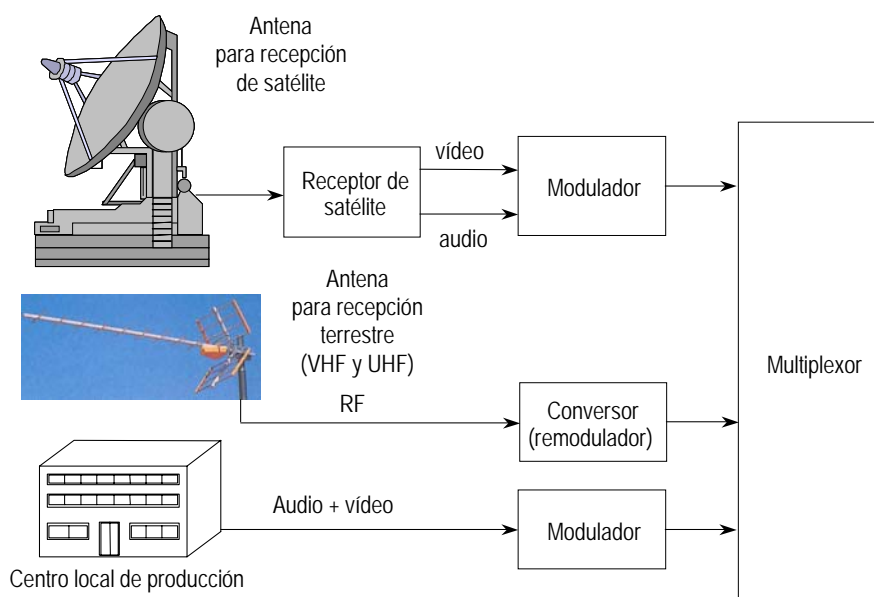 Antena
para recepción
de satélite
vídeo
Receptor de
satélite
Modulador
audio
Antena
para recepción
terrestre
(VHF y UHF)
Multiplexor
RF
Conversor
(remodulador)
Audio + vídeo
Modulador
Centro local de producción